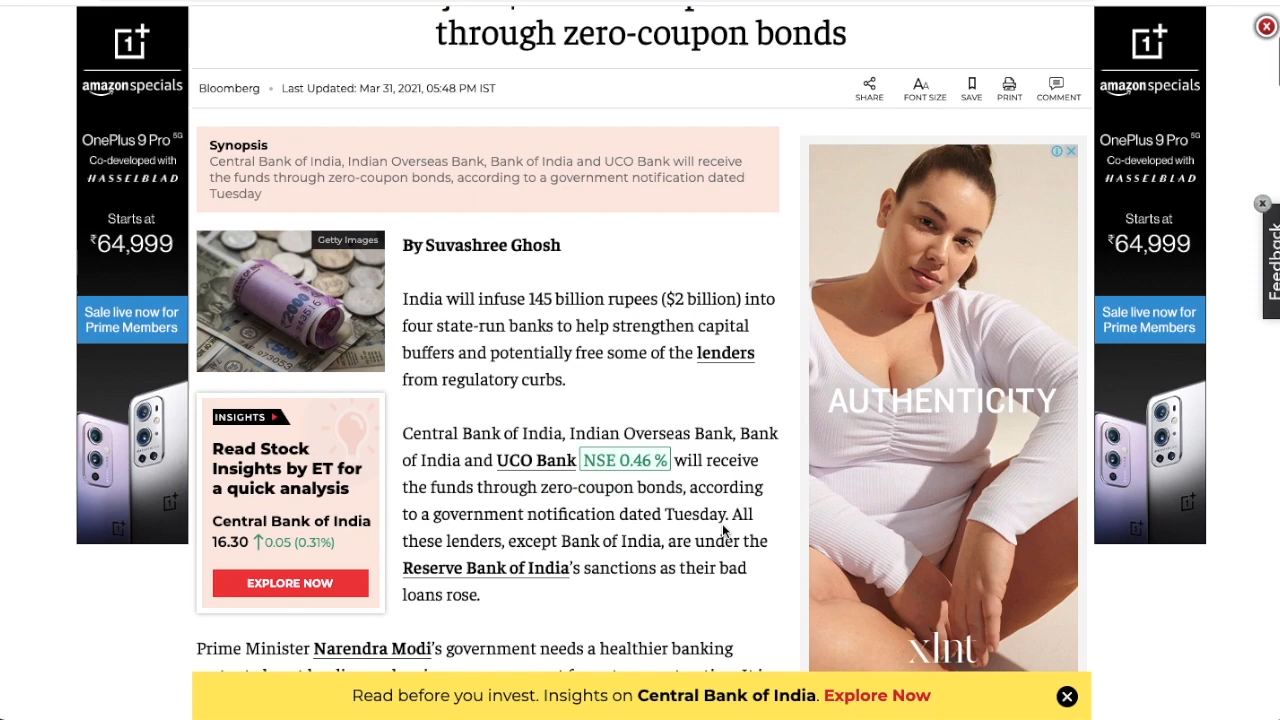 through zero-coupon bonds
Bloomberg • Last Updated: Mar 31, 2021, 05:48 PM IST
SHARE
FONT SIZE
SAVE
PRINT
COMMENT
Synopsis
Central Bank of India, Indian Overseas Bank, Bank of India and UCO Bank will receive
the funds through zero-coupon bonds, according to a government notification dated
Tuesday
Getty Images
By Suvashree Ghosh
India will infuse 145 billion rupees ($2 billion) into
four state-run banks to help strengthen capital
buffers and potentially free some of the lenders
from regulatory curbs.
Central Bank of India, Indian Overseas Bank, Bank
of India and UCO Bank NSE 0.46 % will receive
the funds through zero-coupon bonds, according
to a government notification dated Tuesday. All
these lenders, except Bank of India, are under the
Reserve Bank of India's sanctions as their bad
loans rose.
INSIGHTS
Read Stock
Insights by ET for
a quick analysis
Central Bank of India
16.30 ↑0.05 (0.31%)
EXPLORE NOW
Prime Minister Narendra Modi's government needs a healthier banking
Read before you invest. Insights on Central Bank of India. Explore Now
1+
amazonspecials
OnePlus 9 Pro 5G
Co-developed with
HASSELBLAD
Starts at
₹64,999
Sale live now for
Prime Members
AUTHENTICITY
xlnt
1+
amazonspecials
OnePlus 9 Pro 5G
Co-developed with
HASSELBLAD
Starts at
₹64,999
Sale live now for
Prime Members
Feedback